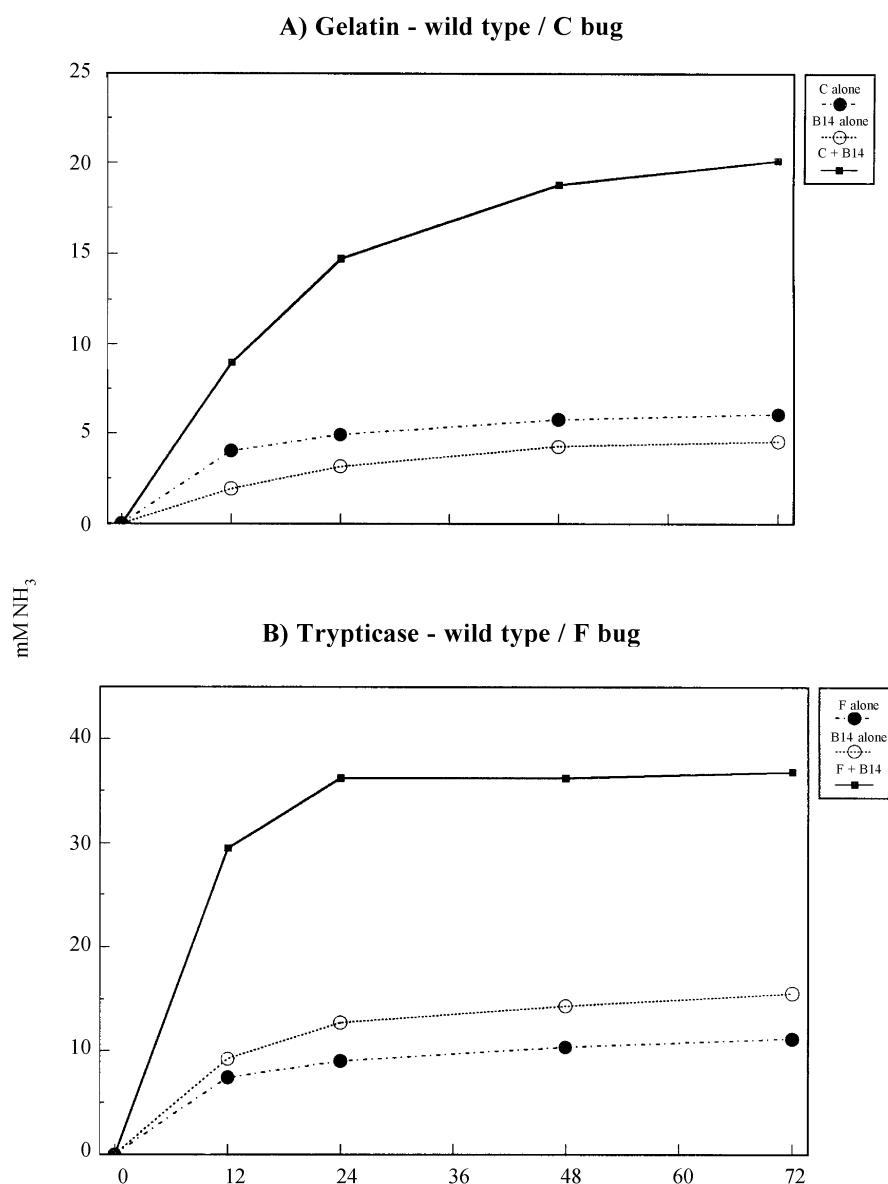 A) Gelatin - wild type / C bug
25
20
15
10
5
0
C alone
B14 alone
C + B14
mM NH3
B) Trypticase - wild type / F bug
40
30
20
10
0
0 12 24 36 48 60 72
F alone
B14 alone
F + B14